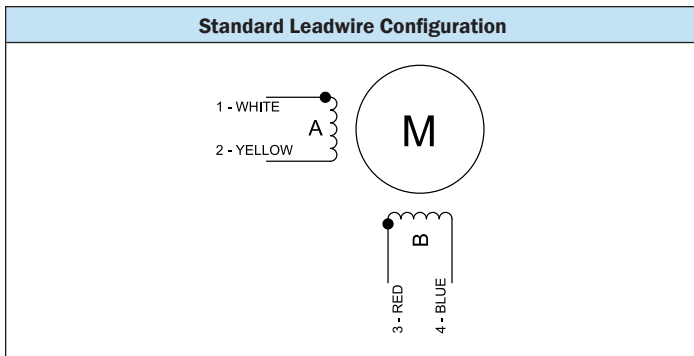 Standard Leadwire Configuration
1 - WHITE
A
2 - YELLOW
M
B
3 - RED
4 - BLUE